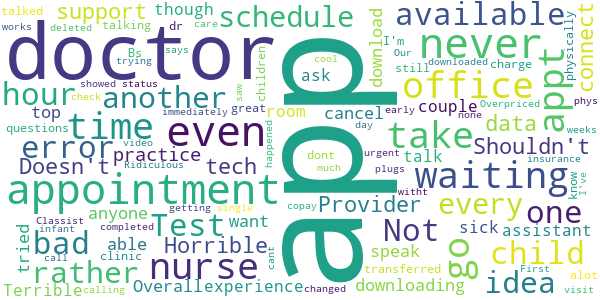 talked
support
though
schedule
available
works
deleted
talking
dr
care
doctor
app
cool
never
connect
physically
Bs
says
trying
children
I'm
Our
download
still
downloaded
charge
hour
another
showed
status
ask
office
appt
phys
top
check
immediately
great
saw
room
cancel
couple
early
none
Overpriced
questions
time
even
happened
day
take
data
weeks
error
video
practice
dont
urgent
talk
Shouldn't
insurance
Doesn't
Ridiculous
tech
much
plugs
witht
waiting
know
I've
appointment
getting
single
copay
Provider
every
one
Classist
completed
anyone
Test
want
Not
sick
assistant
tried
bad
infant
able
Horrible
speak
go
child
call
clinic
rather
nurse
cant
transferred
First
alot
Terrible
calling
Overallexperience
changed
downloading
idea
visit